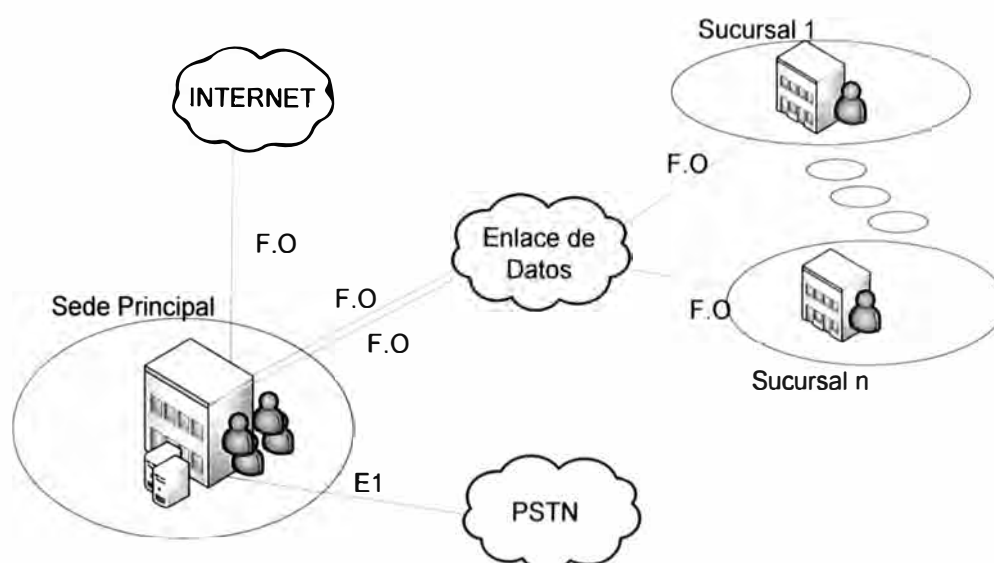 Sucursal 1
INTERNET
F.O
Enlace de
Datos
F.O
Sede Principal
F.O
F.O
F.O
Sucursal n
E1
PSTN